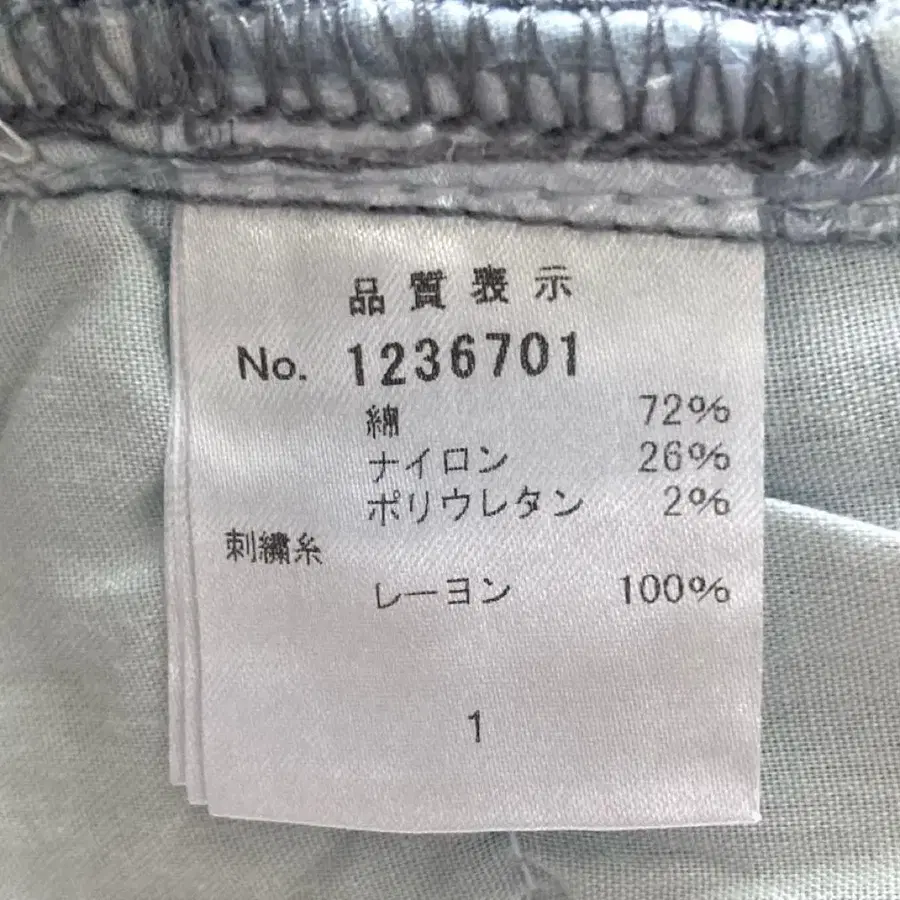 品質表示
No. 1236701
綿 72%
ナイロン 26%
ポリウレタン 2%
刺繍糸
レーヨン 100%
1